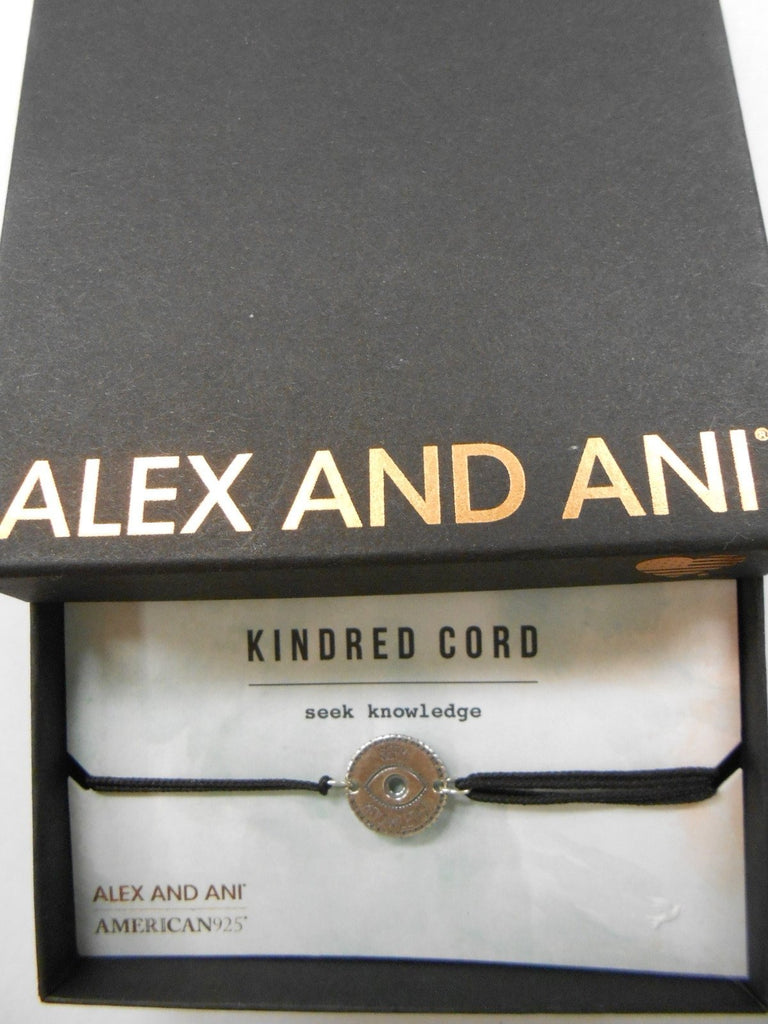 ALEX AND ANI®
KINDRED CORD
seek knowledge
ALEX AND ANI®
AMERICAN925®